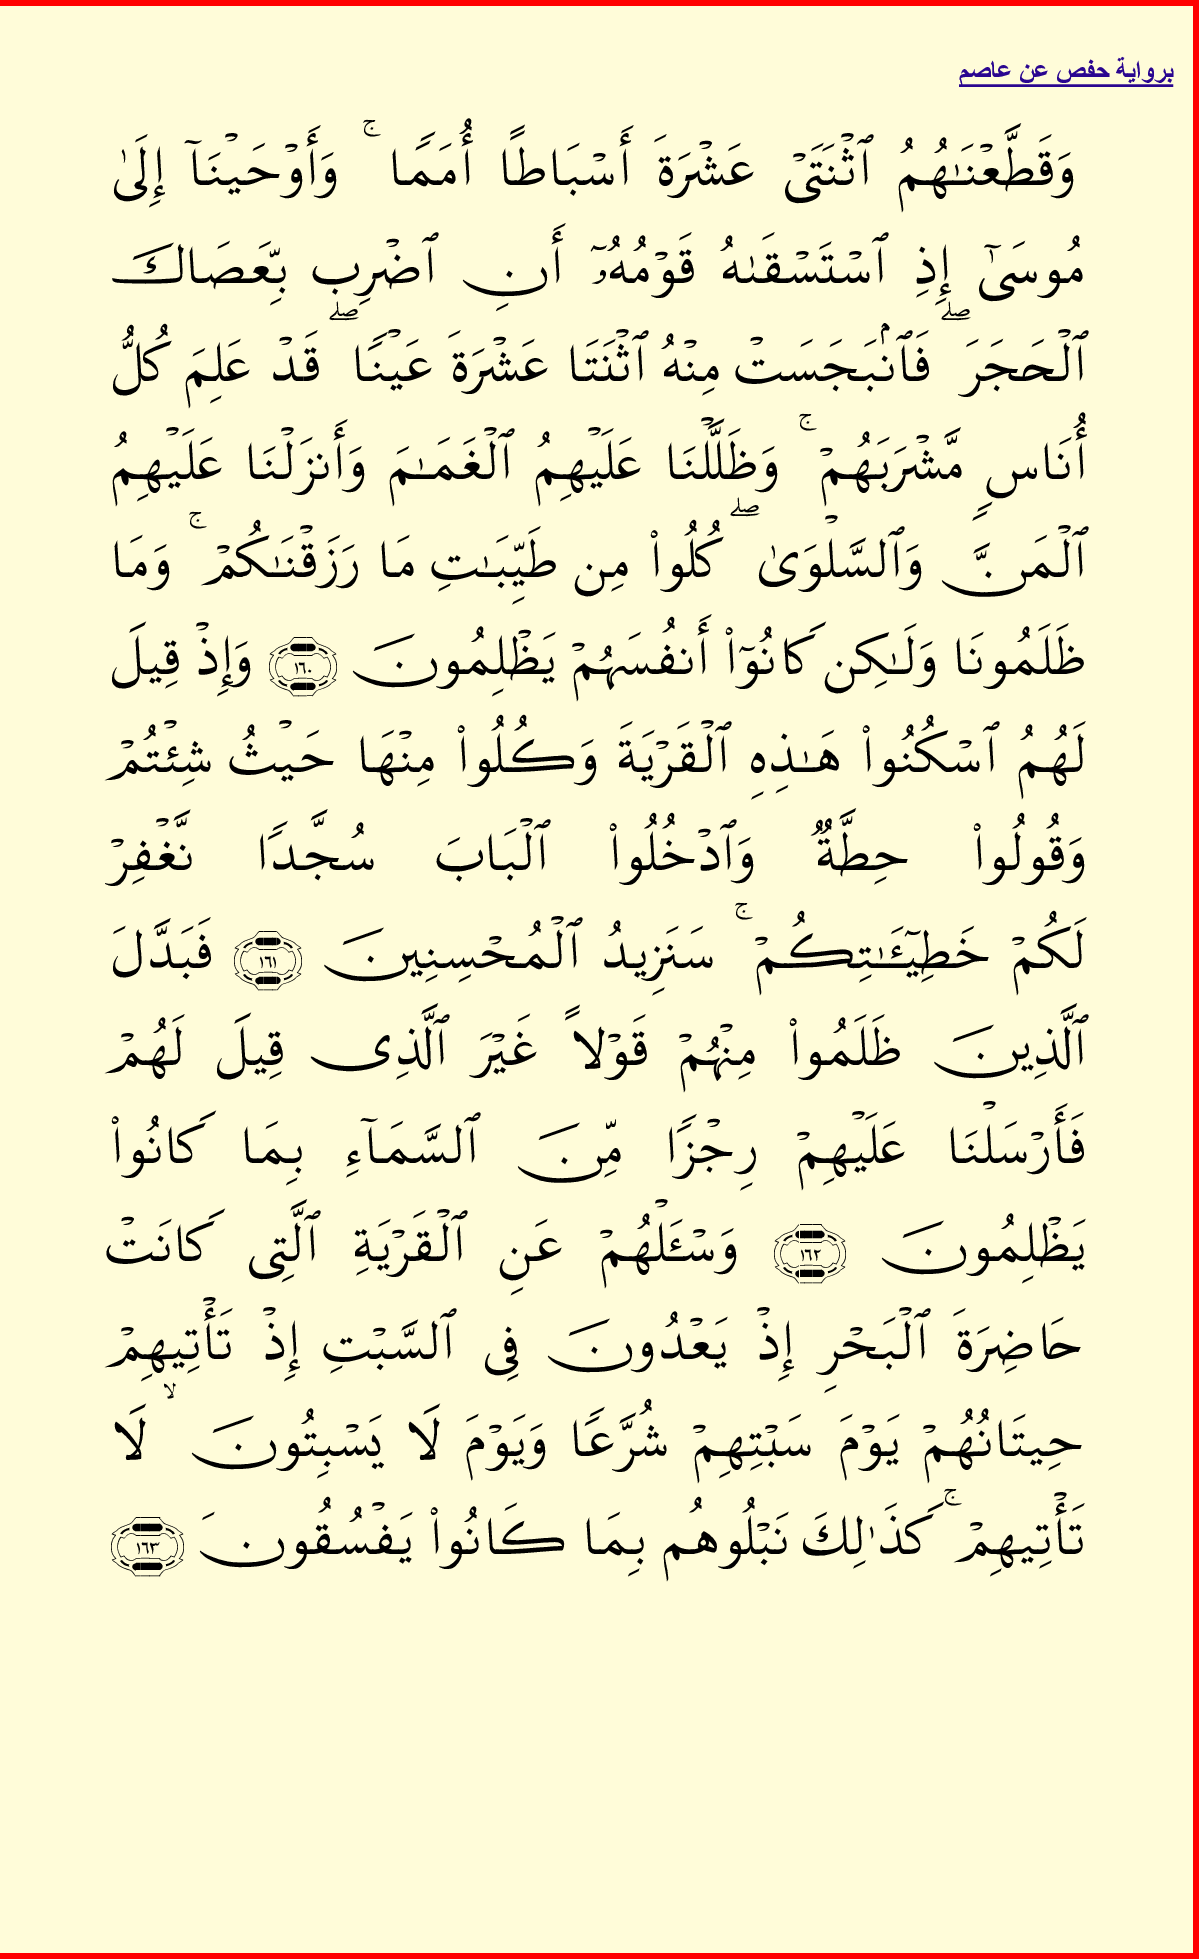 برواية حفص عن عاصم
وَقَطَّعْنَٰهُمُ ٱثْنَتَىْ عَشْرَةَ أَسْبَاطًا أُمَمًا ۚ وَأَوْحَيْنَآ إِلَىٰ
مُوسَىٰٓ إِذِ ٱسْتَسْقَىٰهُ قَوْمُهُۥٓ أَنِ ٱضْرِب بِّعَصَاكَ
ٱلْحَجَرَ ۖ فَٱنۢبَجَسَتْ مِنْهُ ٱثْنَتَا عَشْرَةَ عَيْنًا ۖ قَدْ عَلِمَ كُلُّ
أُنَاسٍ مَّشْرَبَهُمْ ۚ وَظَلَّلْنَا عَلَيْهِمُ ٱلْغَمَٰمَ وَأَنزَلْنَا عَلَيْهِمُ
ٱلْمَنَّ وَٱلسَّلْوَىٰ ۖ كُلُوا۟ مِن طَيِّبَٰتِ مَا رَزَقْنَٰكُمْ ۚ وَمَا
ظَلَمُونَا وَلَٰكِن كَانُوٓا۟ أَنفُسَهُمْ يَظْلِمُونَ ١٦٠ وَإِذْ قِيلَ
لَهُمُ ٱسْكُنُوا۟ هَٰذِهِ ٱلْقَرْيَةَ وَكُلُوا۟ مِنْهَا حَيْثُ شِئْتُمْ
وَقُولُوا۟ حِطَّةٌ وَٱدْخُلُوا۟ ٱلْبَابَ سُجَّدًا نَّغْفِرْ
لَكُمْ خَطِيٓـَٰٔتِكُمْ ۚ سَنَزِيدُ ٱلْمُحْسِنِينَ ١٦١ فَبَدَّلَ
ٱلَّذِينَ ظَلَمُوا۟ مِنْهُمْ قَوْلًا غَيْرَ ٱلَّذِى قِيلَ لَهُمْ
فَأَرْسَلْنَا عَلَيْهِمْ رِجْزًا مِّنَ ٱلسَّمَآءِ بِمَا كَانُوا۟
يَظْلِمُونَ ١٦٢ وَسْـَٔلْهُمْ عَنِ ٱلْقَرْيَةِ ٱلَّتِى كَانَتْ
حَاضِرَةَ ٱلْبَحْرِ إِذْ يَعْدُونَ فِى ٱلسَّبْتِ إِذْ تَأْتِيهِمْ
حِيتَانُهُمْ يَوْمَ سَبْتِهِمْ شُرَّعًا وَيَوْمَ لَا يَسْبِتُونَ ۙ لَا
تَأْتِيهِمْ ۚ كَذَٰلِكَ نَبْلُوهُم بِمَا كَانُوا۟ يَفْسُقُونَ ١٦٣